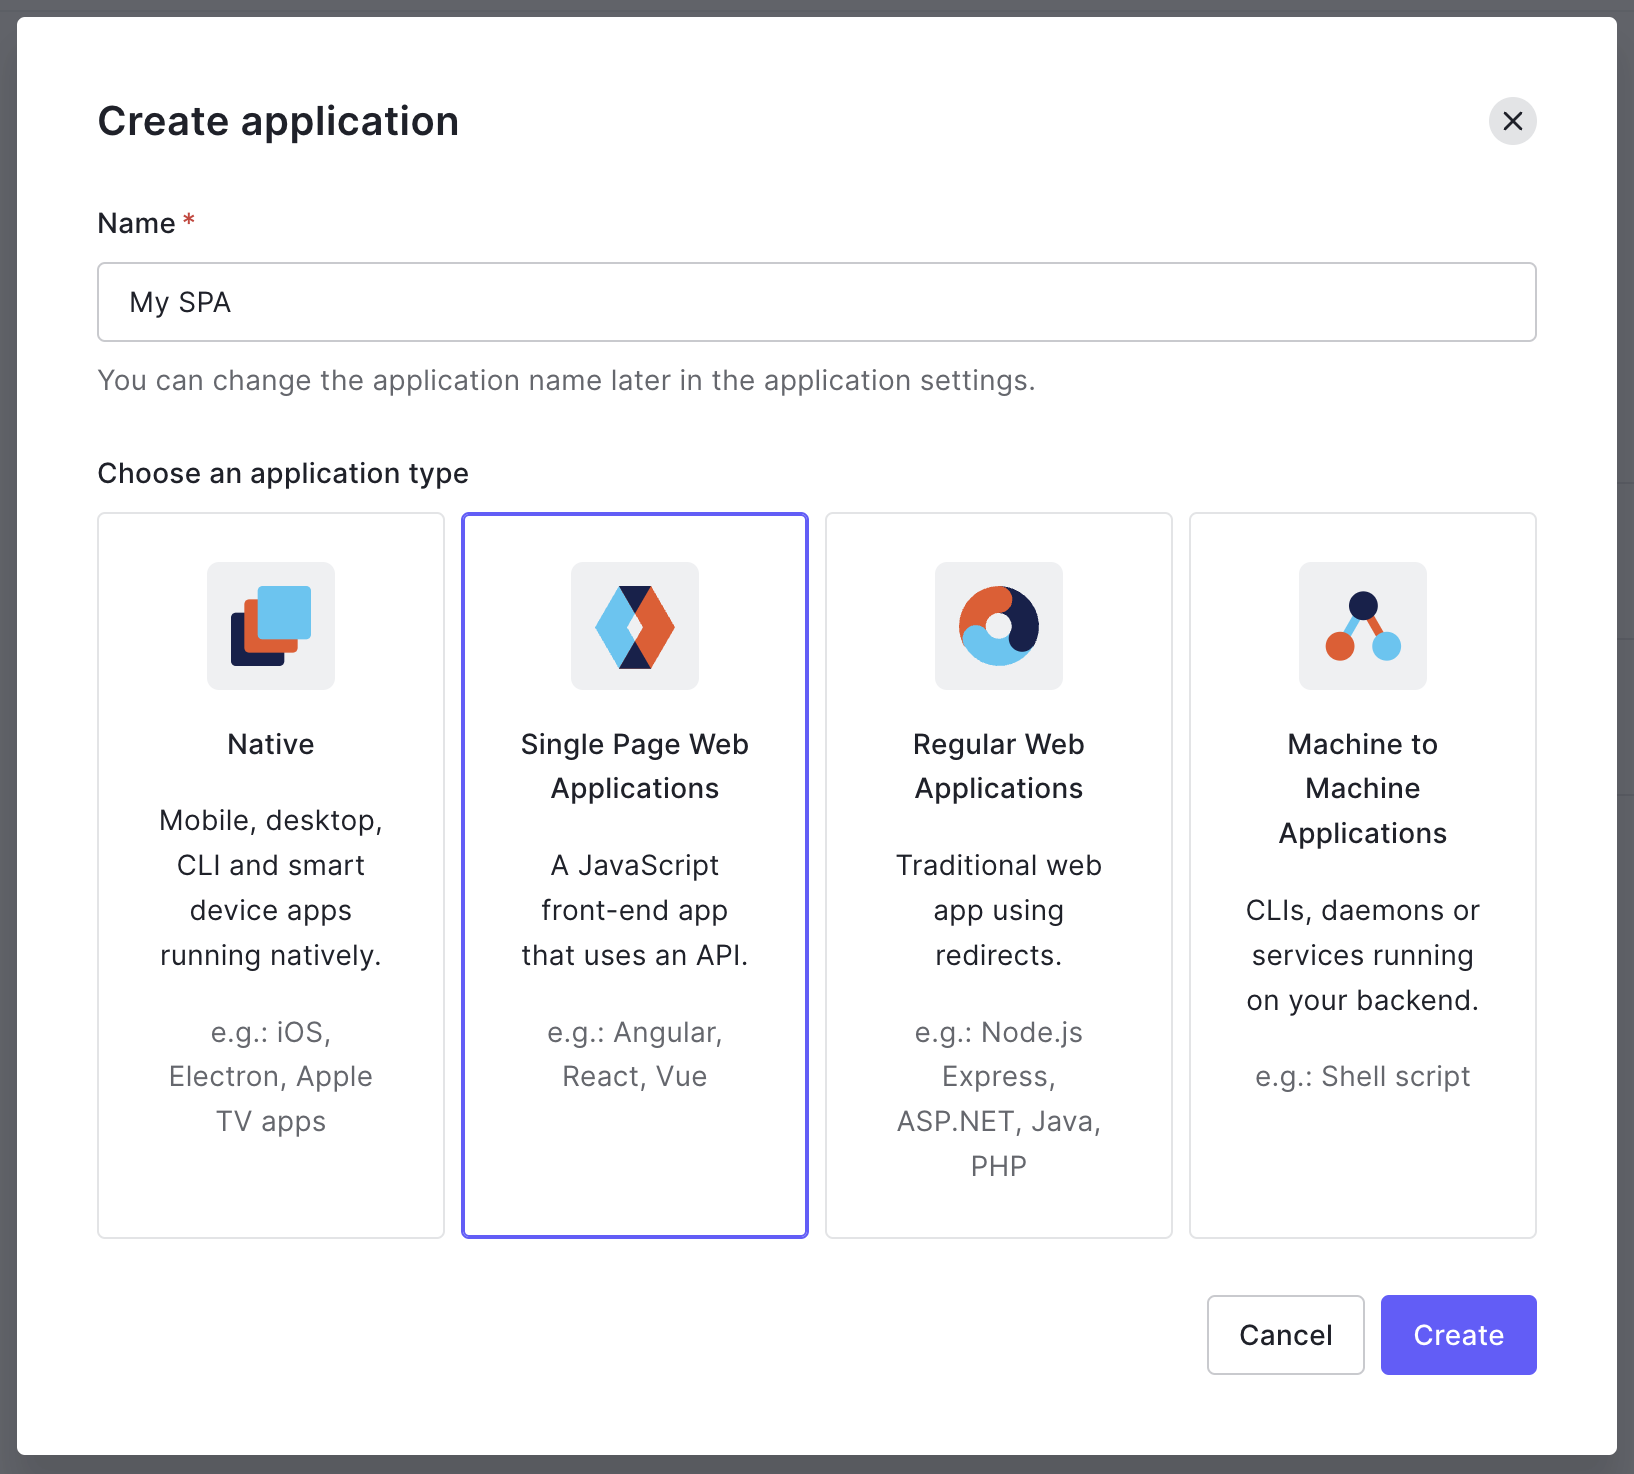 Create application
Name *
My SPA
You can change the application name later in the application settings.
Choose an application type
Native
Mobile, desktop,
CLI and smart
device apps
running natively.
e.g.: iOS,
Electron, Apple
TV apps
Single Page Web
Applications
A JavaScript
front-end app
that uses an API.
e.g.: Angular,
React, Vue
Regular Web
Applications
Traditional web
app using
redirects.
e.g.: Node.js
Express,
ASP.NET, Java,
PHP
Machine to
Machine
Applications
CLIs, daemons or
services running
on your backend.
e.g.: Shell script
Cancel
Create